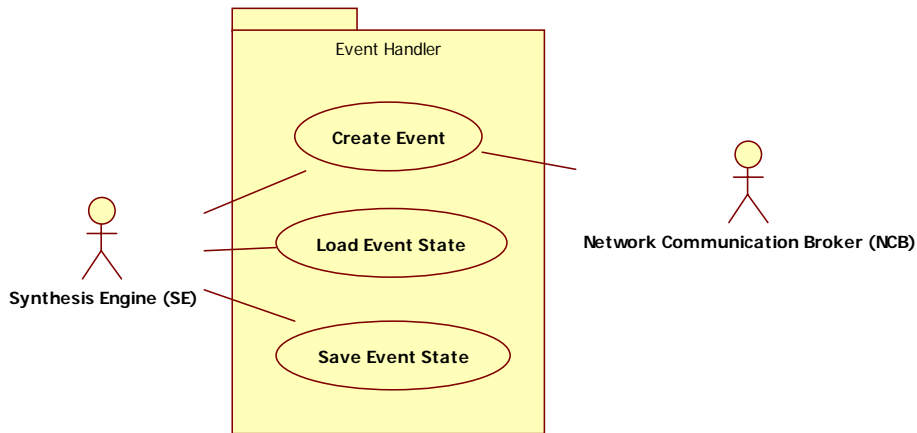 Event Handler
Create Event
Load Event State
Save Event State
Synthesis Engine (SE)
Network Communication Broker (NCB)